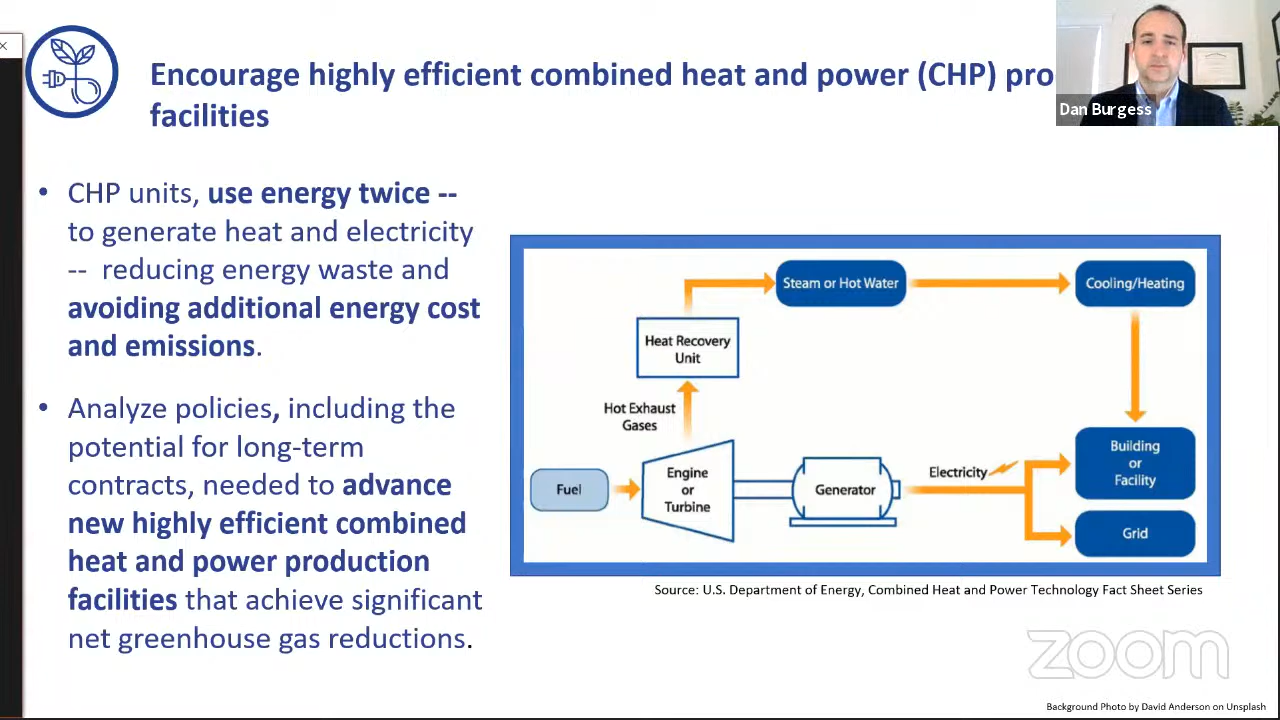 Encourage highly efficient combined heat and power (CHP) pro
facilities
Dan Burgess
• CHP units, use energy twice --
to generate heat and electricity
-- reducing energy waste and
avoiding additional energy cost
and emissions.
• Analyze policies, including the
potential for long-term
contracts, needed to advance
new highly efficient combined
heat and power production
facilities that achieve significant
net greenhouse gas reductions.
Steam or Hot Water
Cooling/Heating
Heat Recovery
Unit
Hot Exhaust
Gases
Fuel
Engine
or
Turbine
Generator
Electricity
Building
or
Facility
Grid
Source: U.S. Department of Energy, Combined Heat and Power Technology Fact Sheet Series
zoom
Background Photo by David Anderson on Unsplash